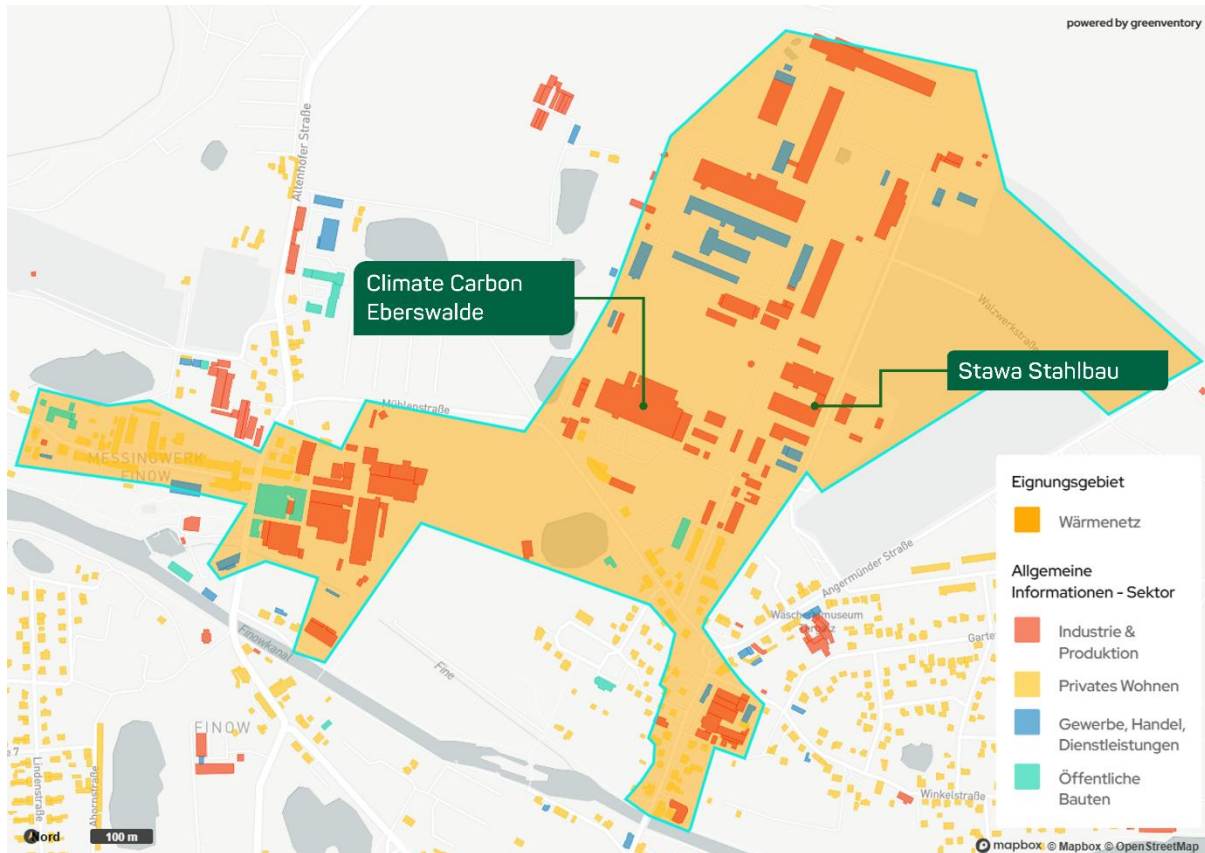 powered by greenventory
Altenhofer Straße
Climate Carbon
Eberswalde
Walzwerkstraße
Stawa Stahlbau
Mühlenstraße
MESSINGWERK
FINOW
Eignungsgebiet
Wärmenetz
Allgemeine
Informationen - Sektor
Industrie &
Produktion
Privates Wohnen
Gewerbe, Handel,
Dienstleistungen
Öffentliche
Bauten
Angermünder Straße
Finowkanal
Fine
FINOW
Lindenstraße
Ahornstraße
Winkelstraße
Nord
100 m
mapbox © Mapbox © OpenStreetMap